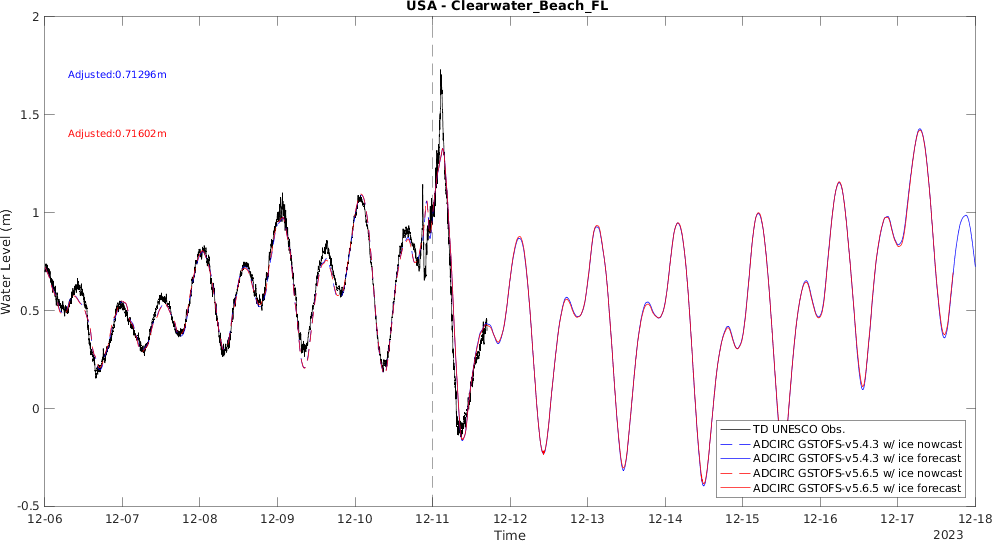 USA - Clearwater_Beach_FL
2
Adjusted:0.71296m
1.5
Adjusted:0.71602m
1
Water Level (m)
0.5
0
TD UNESCO Obs.
ADCIRC GSTOFS-v5.4.3 w/ ice nowcast
ADCIRC GSTOFS-v5.4.3 w/ ice forecast
ADCIRC GSTOFS-v5.6.5 w/ ice nowcast
ADCIRC GSTOFS-v5.6.5 w/ ice forecast
-0.5
12-06 12-07 12-08 12-09 12-10 12-11 12-12 12-13 12-14 12-15 12-16 12-17 12-18
Time
2023